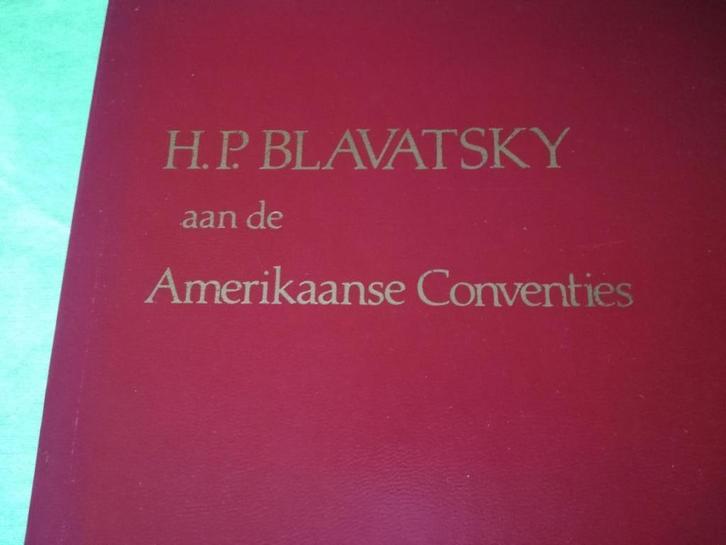 H.P. BLAVATSKY
aan de
Amerikaanse Conventies